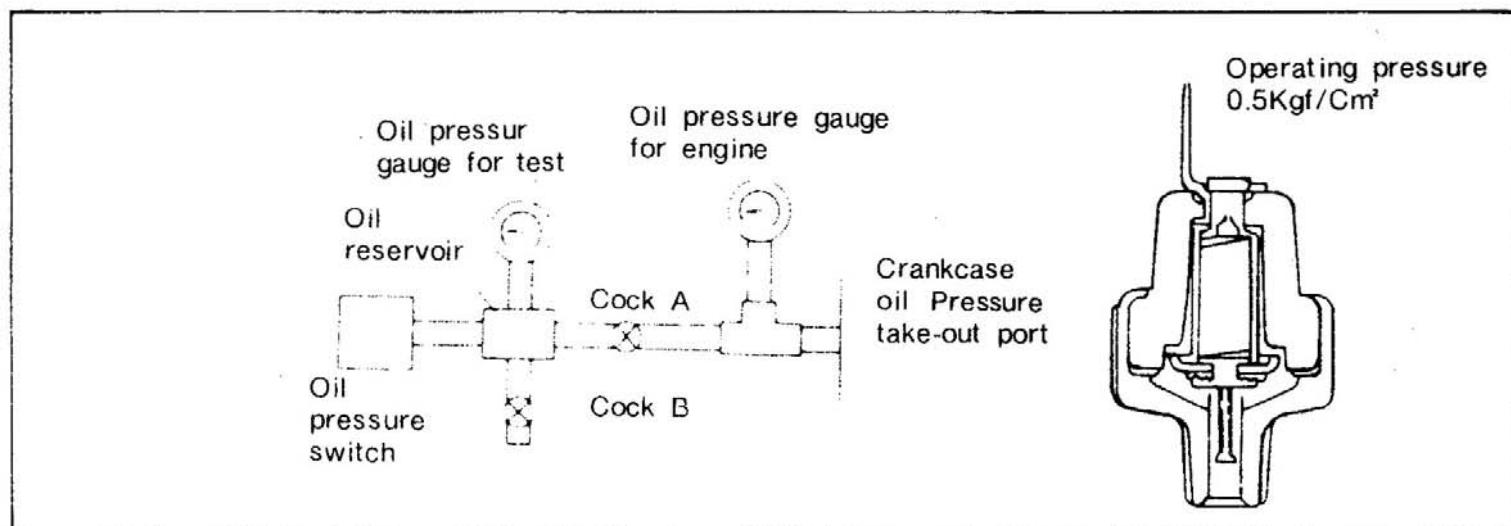 Oil pressur
gauge for test
Oil pressure gauge
for engine
Operating pressure
0.5Kgf/Cm²
Oil
reservoir
Cock A
Crankcase
oil Pressure
take-out port
Oil
pressure
switch
Cock B